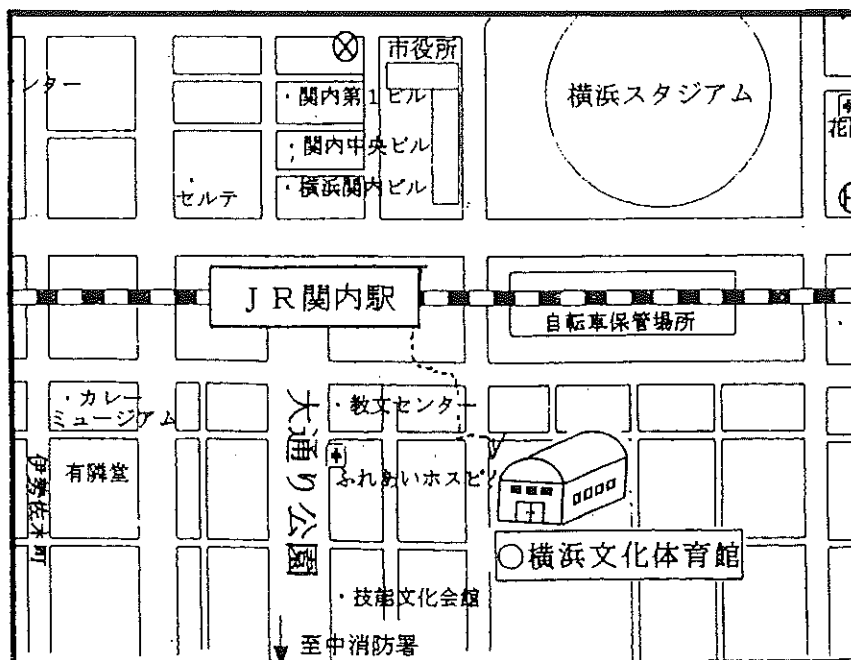 市役所
ンター
・関内第1ビル
横浜スタジアム
・関内中央ビル
・横浜関内ビル
セルテ
JR関内駅
自転車保管場所
・カレー
ミュージアム
・教文センター
大通り公園
有隣堂
伊勢佐木町
ふれあいホスピ
○横浜文化体育館
・技能文化会館
至中消防署